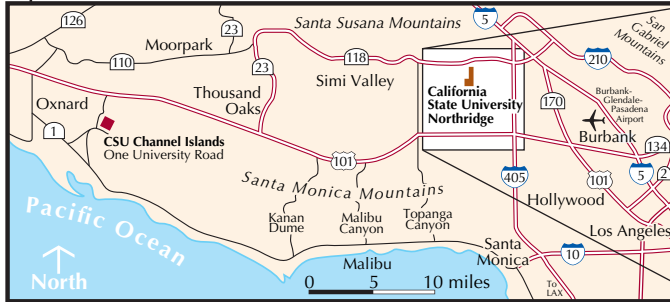 126
23
Santa Susana Mountains
5
San
Gabriel
Mountains
Moorpark
110
23
118
Simi Valley
210
Thousand
Oaks
California
State University
Northridge
170
Burbank-
Glendale-
Pasadena
Airport
Oxnard
1
CSU Channel Islands
One University Road
Burbank
134
101
Santa Monica Mountains
405
101
5
2
Hollywood
Kanan
Dume
Malibu
Canyon
Topanga
Canyon
Los Angeles
Pacific Ocean
Santa
Monica
10
Malibu
North
0 5 10 miles
To
LAX